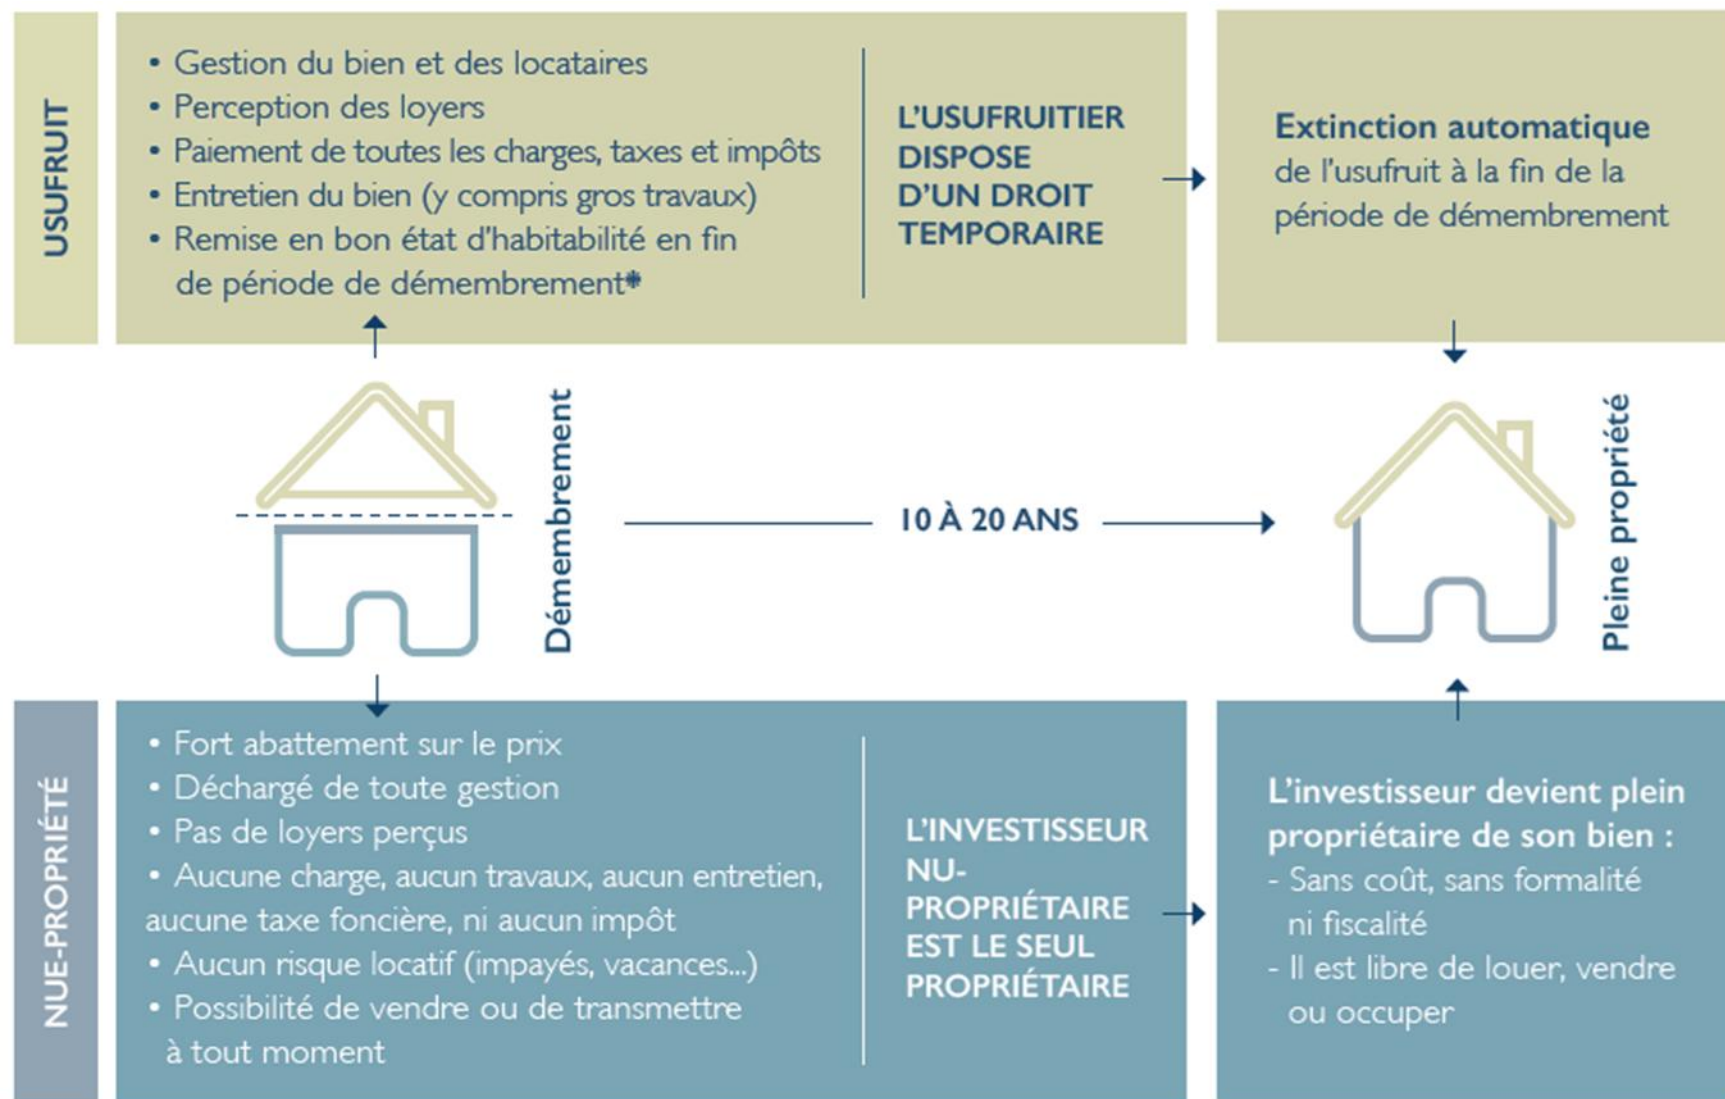 USUFRUIT
• Gestion du bien et des locataires
• Perception des loyers
• Paiement de toutes les charges, taxes et impôts
• Entretien du bien (y compris gros travaux)
• Remise en bon état d’habitabilité en fin
de période de démembrement*
L’USUFRUITIER
DISPOSE
D’UN DROIT
TEMPORAIRE
Extinction automatique
de l’usufruit à la fin de la
période de démembrement
Démembrement
10 À 20 ANS
Pleine propriété
NUE-PROPRIÉTÉ
• Fort abattement sur le prix
• Déchargé de toute gestion
• Pas de loyers perçus
• Aucune charge, aucun travaux, aucun entretien,
aucune taxe foncière, ni aucun impôt
• Aucun risque locatif (impayés, vacances...)
• Possibilité de vendre ou de transmettre
à tout moment
L’INVESTISSEUR
NU-
PROPRIÉTAIRE
EST LE SEUL
PROPRIÉTAIRE
L’investisseur devient plein
propriétaire de son bien :
- Sans coût, sans formalité
ni fiscalité
- Il est libre de louer, vendre
ou occuper